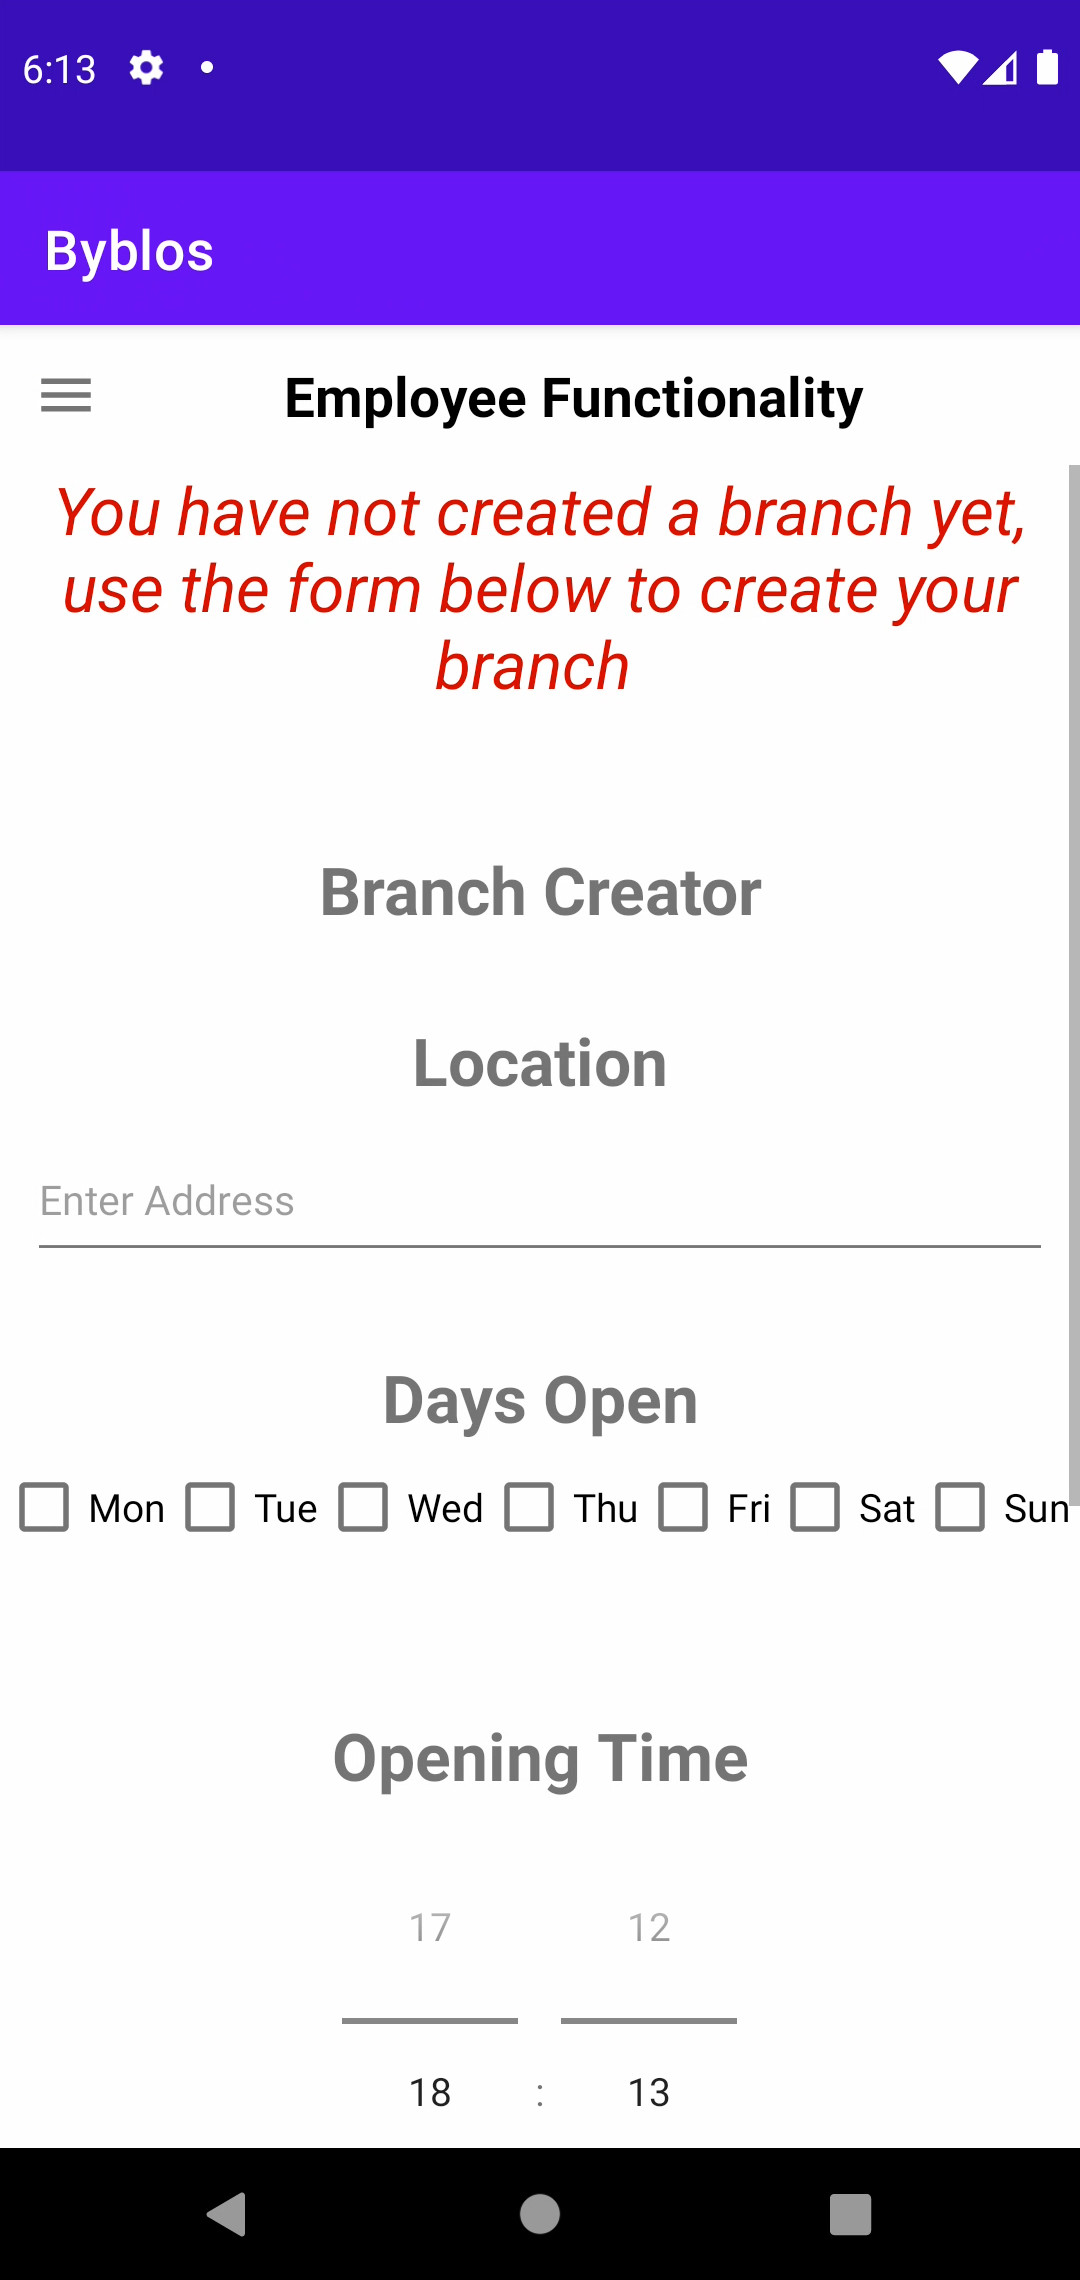 6:13
Byblos
Employee Functionality
You have not created a branch yet,
use the form below to create your
branch
Branch Creator
Location
Enter Address
Days Open
Mon Tue Wed Thu Fri Sat Sun
Opening Time
17 12
18 : 13